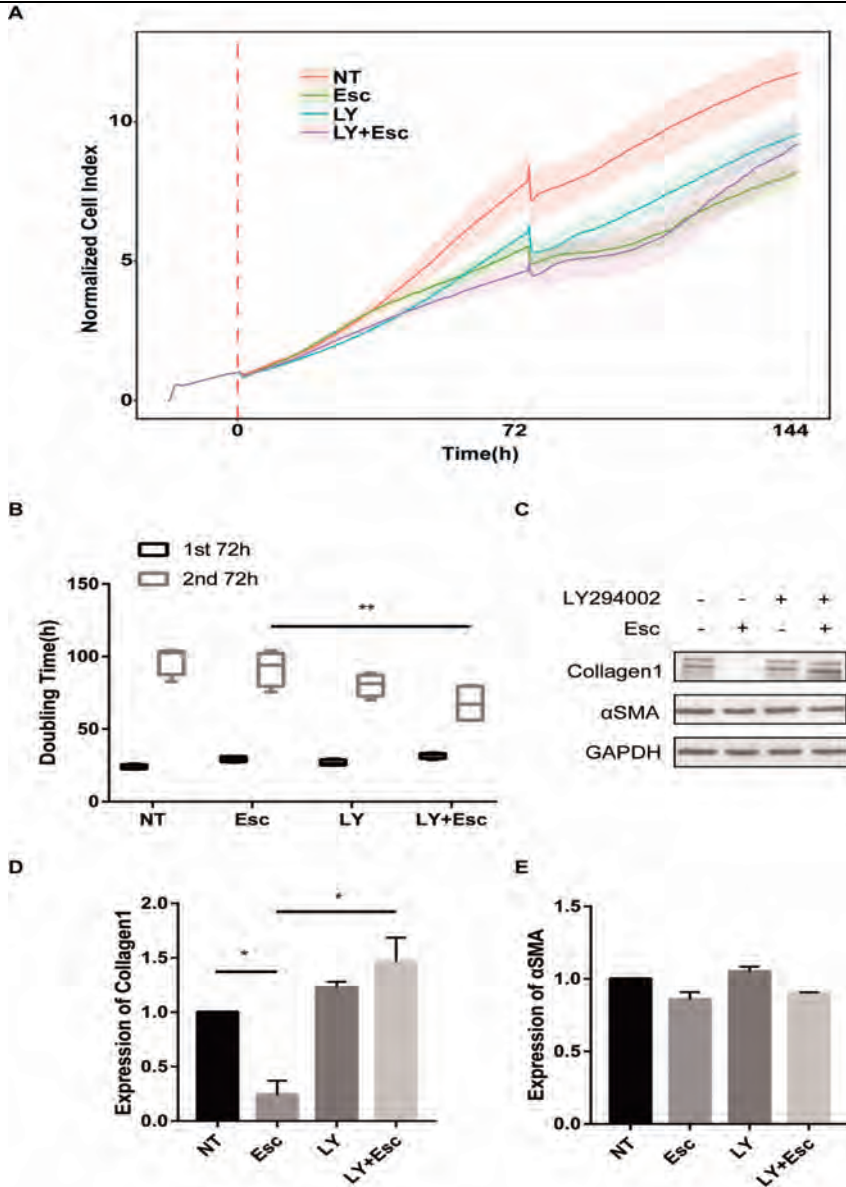 A
Normalized Cell Index
10
5
0
NT
Esc
LY
LY+Esc
0
72
144
Time(h)
B
1st 72h
2nd 72h
Doubling Time(h)
150
100
50
0
**
NT
Esc
LY
LY+Esc
C
LY294002 - - + +
Esc - + - +
Collagen1
αSMA
GAPDH
D
Expression of Collagen1
2.0
1.5
1.0
0.5
0.0
*
*
NT
Esc
LY
LY+Esc
E
Expression of αSMA
1.5
1.0
0.5
0.0
NT
Esc
LY
LY+Esc